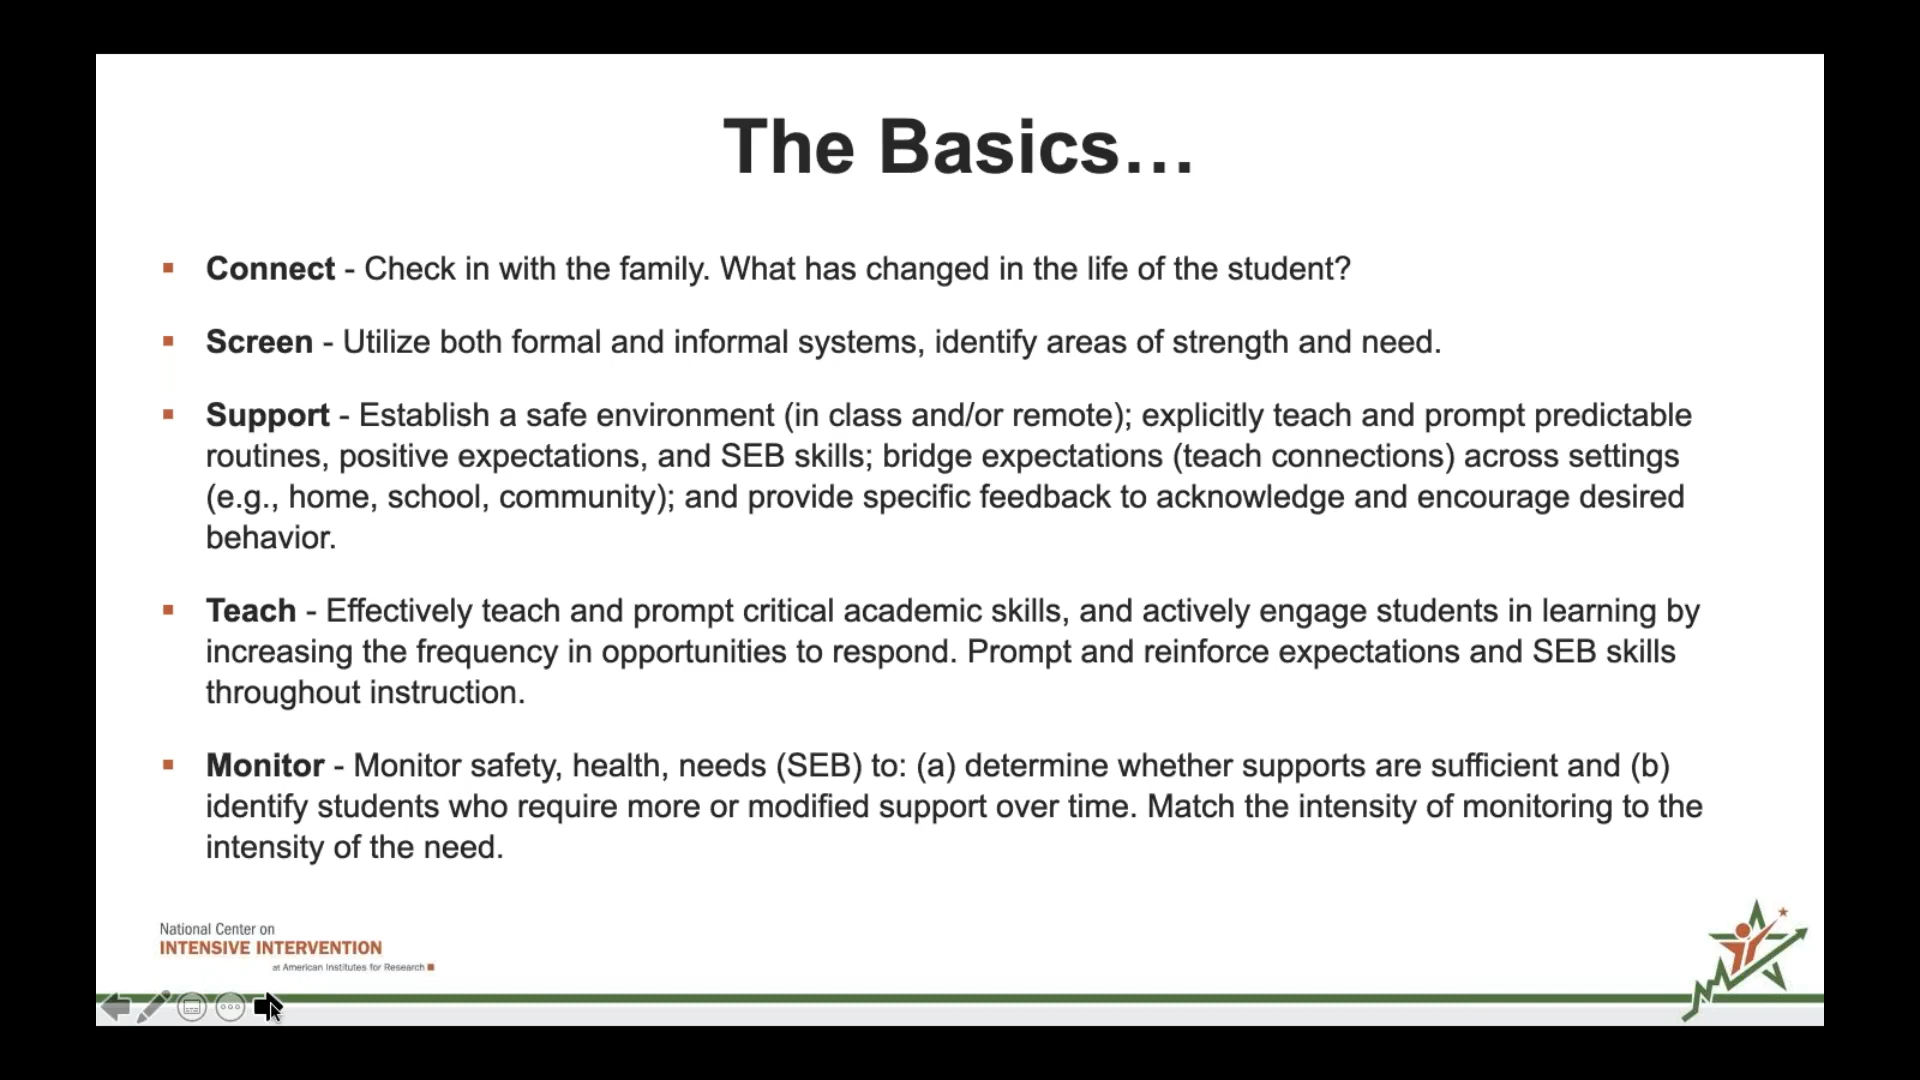 The Basics...
▪ Connect - Check in with the family. What has changed in the life of the student?
▪ Screen - Utilize both formal and informal systems, identify areas of strength and need.
▪ Support - Establish a safe environment (in class and/or remote); explicitly teach and prompt predictable
routines, positive expectations, and SEB skills; bridge expectations (teach connections) across settings
(e.g., home, school, community); and provide specific feedback to acknowledge and encourage desired
behavior.
▪ Teach - Effectively teach and prompt critical academic skills, and actively engage students in learning by
increasing the frequency in opportunities to respond. Prompt and reinforce expectations and SEB skills
throughout instruction.
▪ Monitor - Monitor safety, health, needs (SEB) to: (a) determine whether supports are sufficient and (b)
identify students who require more or modified support over time. Match the intensity of monitoring to the
intensity of the need.
National Center on
INTENSIVE INTERVENTION
at American Institutes for Research